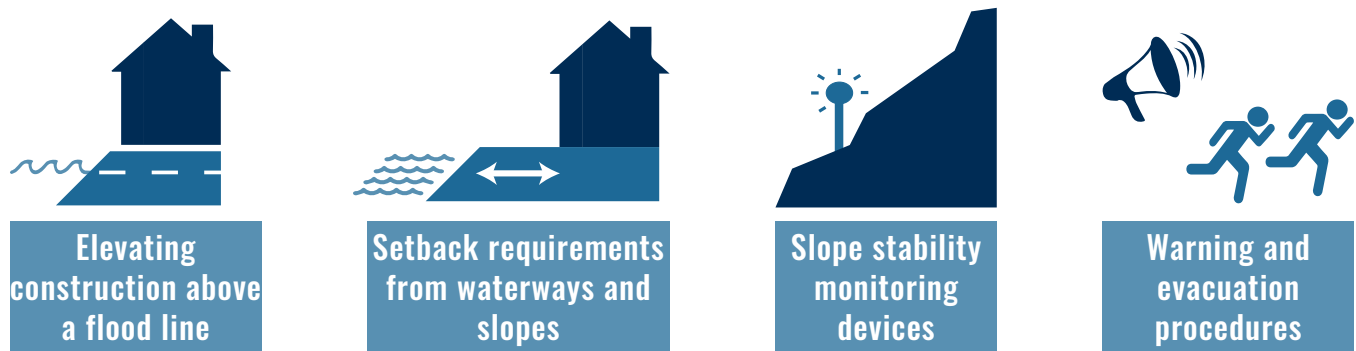 Elevating
construction above
a flood line
Setback requirements
from waterways and
slopes
Slope stability
monitoring
devices
Warning and
evacuation
procedures